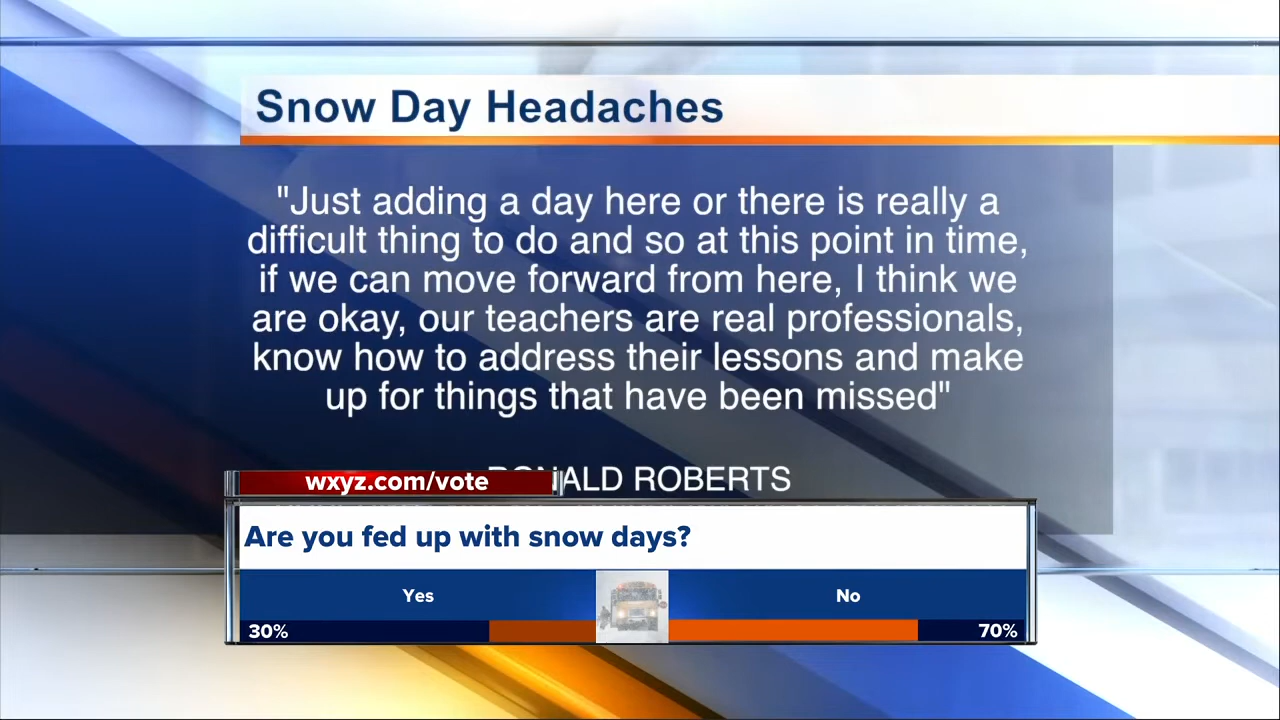 Snow Day Headaches
"Just adding a day here or there is really a
difficult thing to do and so at this point in time,
if we can move forward from here, I think we
are okay, our teachers are real professionals,
know how to address their lessons and make
up for things that have been missed"
RONALD ROBERTS
wxyz.com/vote
Are you fed up with snow days?
Yes No
30% 70%